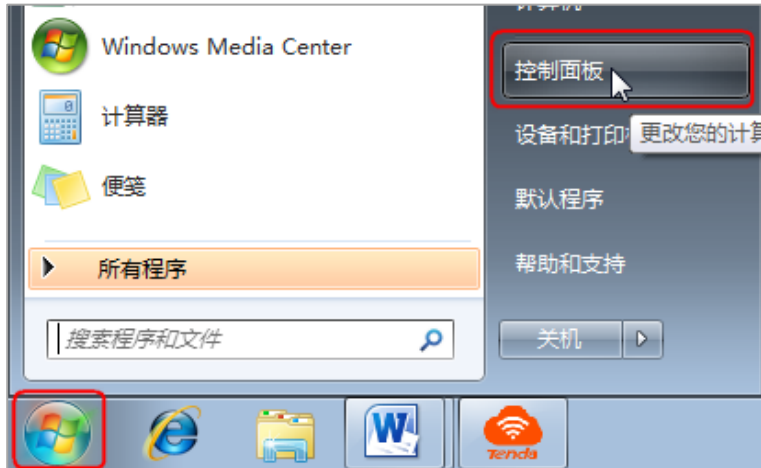 Windows Media Center
控制面板
计算器
设备和打印
更改您的计算
便笺
默认程序
所有程序
帮助和支持
搜索程序和文件
关机
W
Tenda